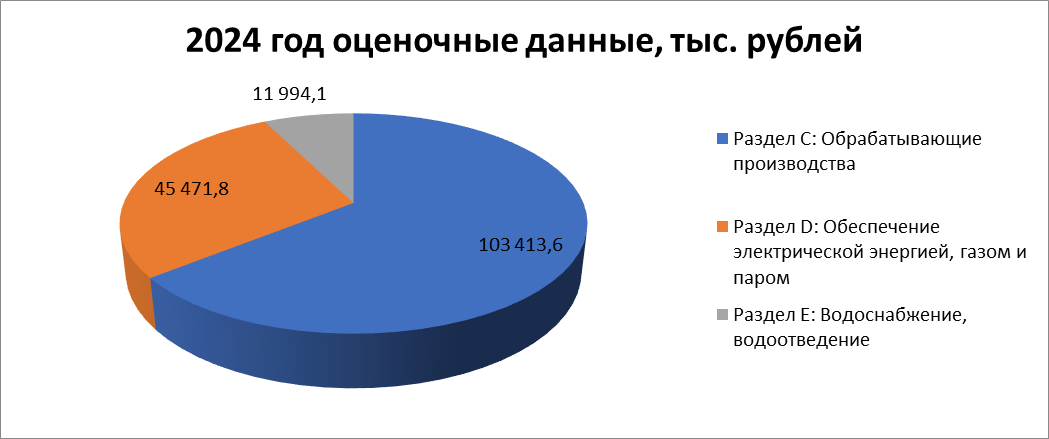 2024 год оценочные данные, тыс. рублей
11 994,1
45 471,8
103 413,6
Раздел С: Обрабатывающие
производства
Раздел D: Обеспечение
электрической энергией, газом и
паром
Раздел Е: Водоснабжение,
водоотведение